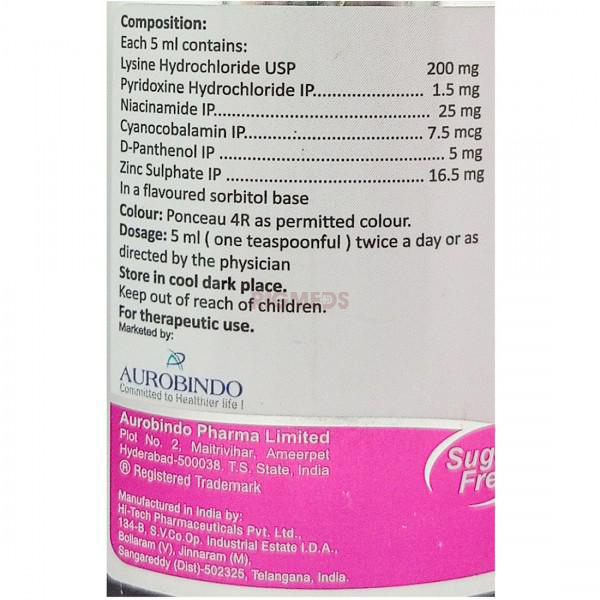 Composition:
Each 5 ml contains:
Lysine Hydrochloride USP 200 mg
Pyridoxine Hydrochloride IP..................... 1.5 mg
Niacinamide IP........................................ 25 mg
Cyanocobalamin IP................................. 7.5 mcg
D-Panthenol IP ........................................ 5 mg
Zinc Sulphate IP .................................... 16.5 mg
In a flavoured sorbitol base
Colour: Ponceau 4R as permitted colour.
Dosage: 5 ml ( one teaspoonful ) twice a day or as
directed by the physician
Store in cool dark place.
BIGMEDS
Keep out of reach of children.
For therapeutic use.
Marketed by:
AUROBINDO
Committed to Healthier life !
Aurobindo Pharma Limited
Plot No. 2, Maitrivihar, Ameerpet
Hyderabad-500038. T.S. State, India
® Registered Trademark
Sug
Fre
Manufactured in India by:
Hi-Tech Pharmaceuticals Pvt. Ltd.,
134-B, S.V.Co.Op. Industrial Estate I.D.A.,
Bollaram (V), Jinnaram (M),
Sangareddy (Dist)-502325, Telangana, India.